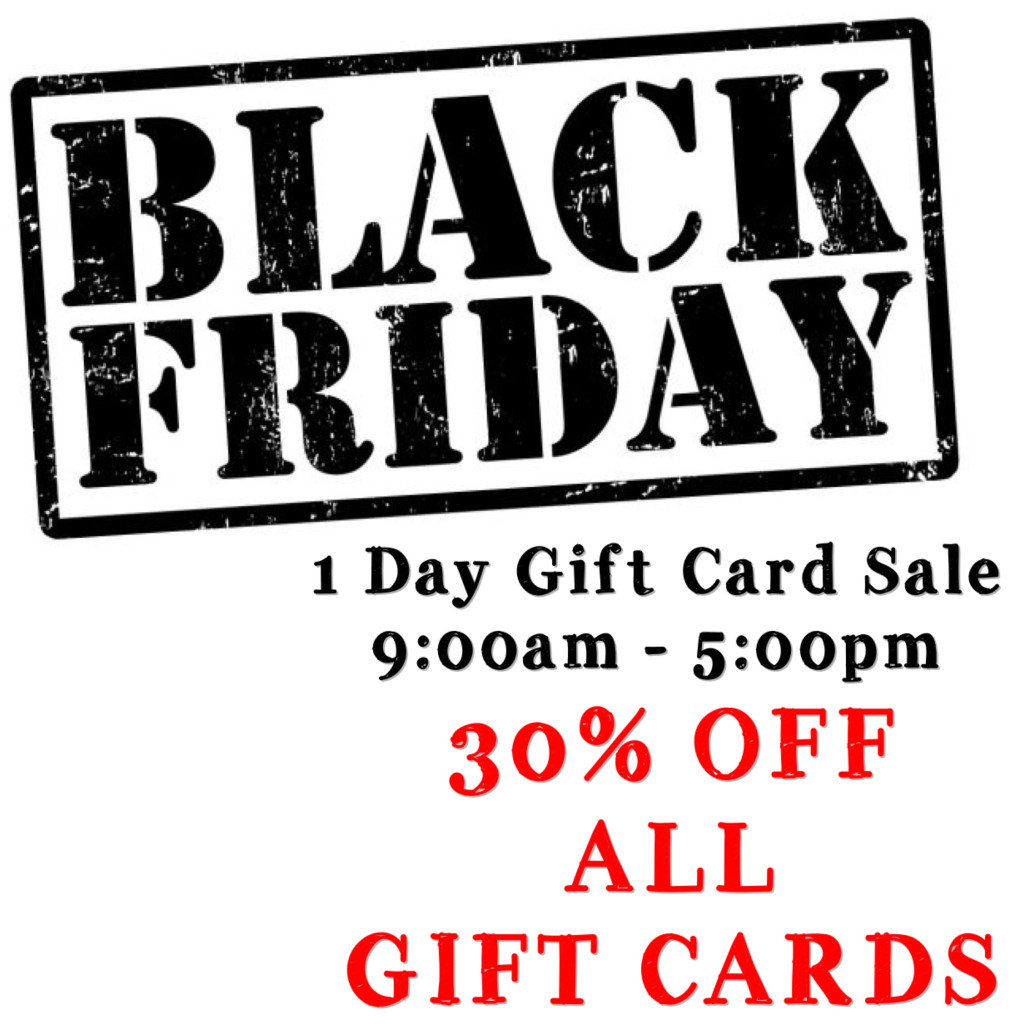 BLACK
FRIDAY
1 Day Gift Card Sale
9:00am - 5:00pm
30% OFF
ALL
GIFT CARDS